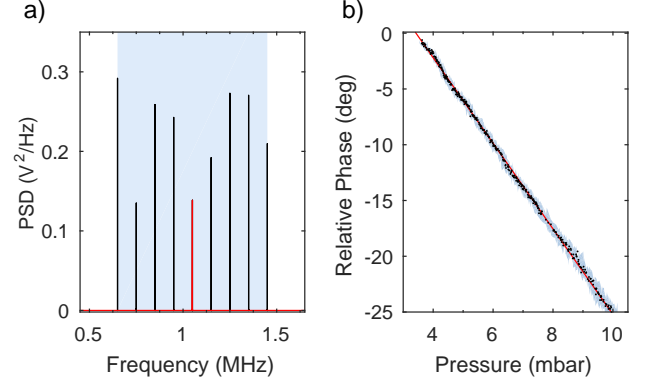 a)
PSD (V²/Hz)
0.3
0.2
0.1
0
0.5
1
1.5
Frequency (MHz)
b)
Relative Phase (deg)
0
-5
-10
-15
-20
-25
4
6
8
10
Pressure (mbar)